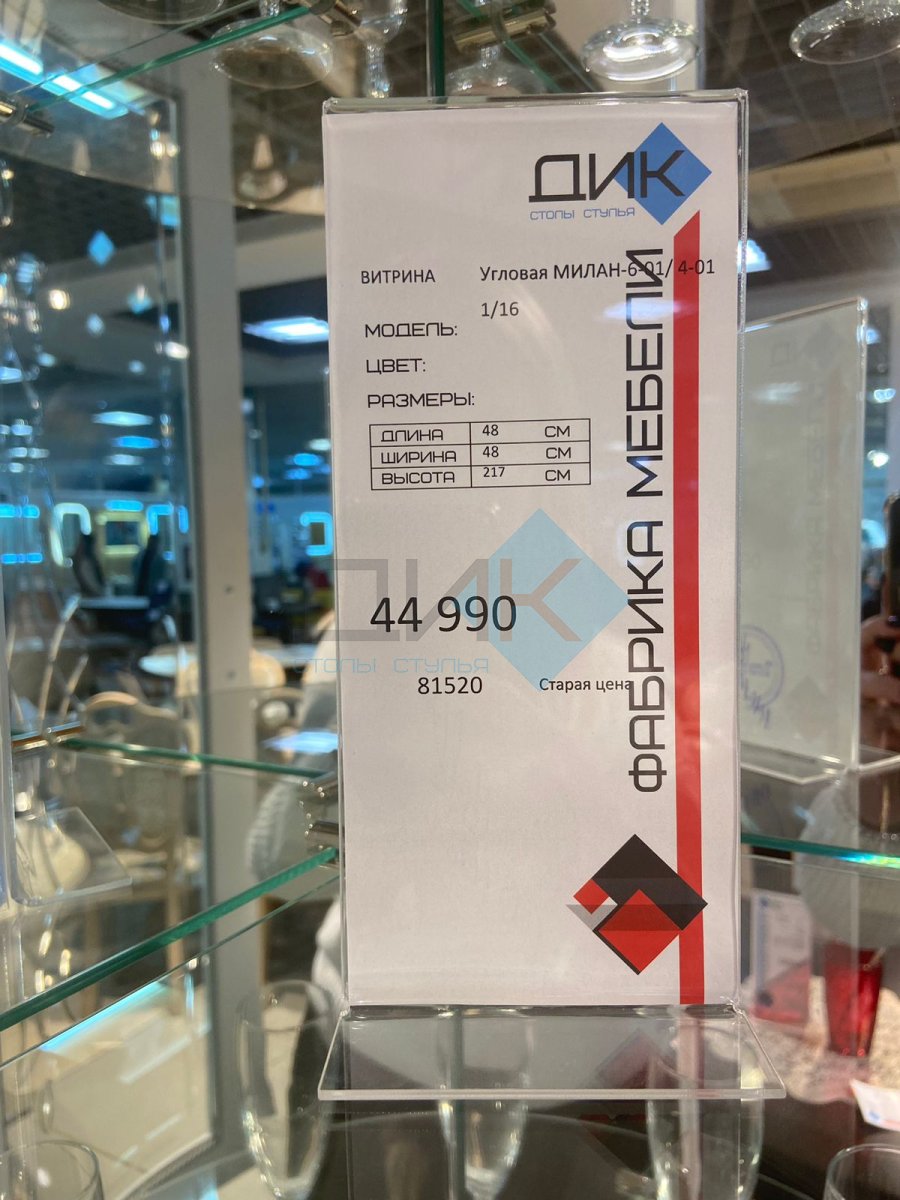 ДИК
СТОЛЫ СТУЛЬЯ
ВИТРИНА Угловая МИЛАН-6-01/ 4-01
1/16
МОДЕЛЬ:
ЦВЕТ:
РАЗМЕРЫ:
ДЛИНА 48 СМ
ШИРИНА 48 СМ
ВЫСОТА 217 СМ
ФАБРИКА МЕБЕЛИ
ДИК
СТОЛЫ СТУЛЬЯ
44 990
81520 Старая цена